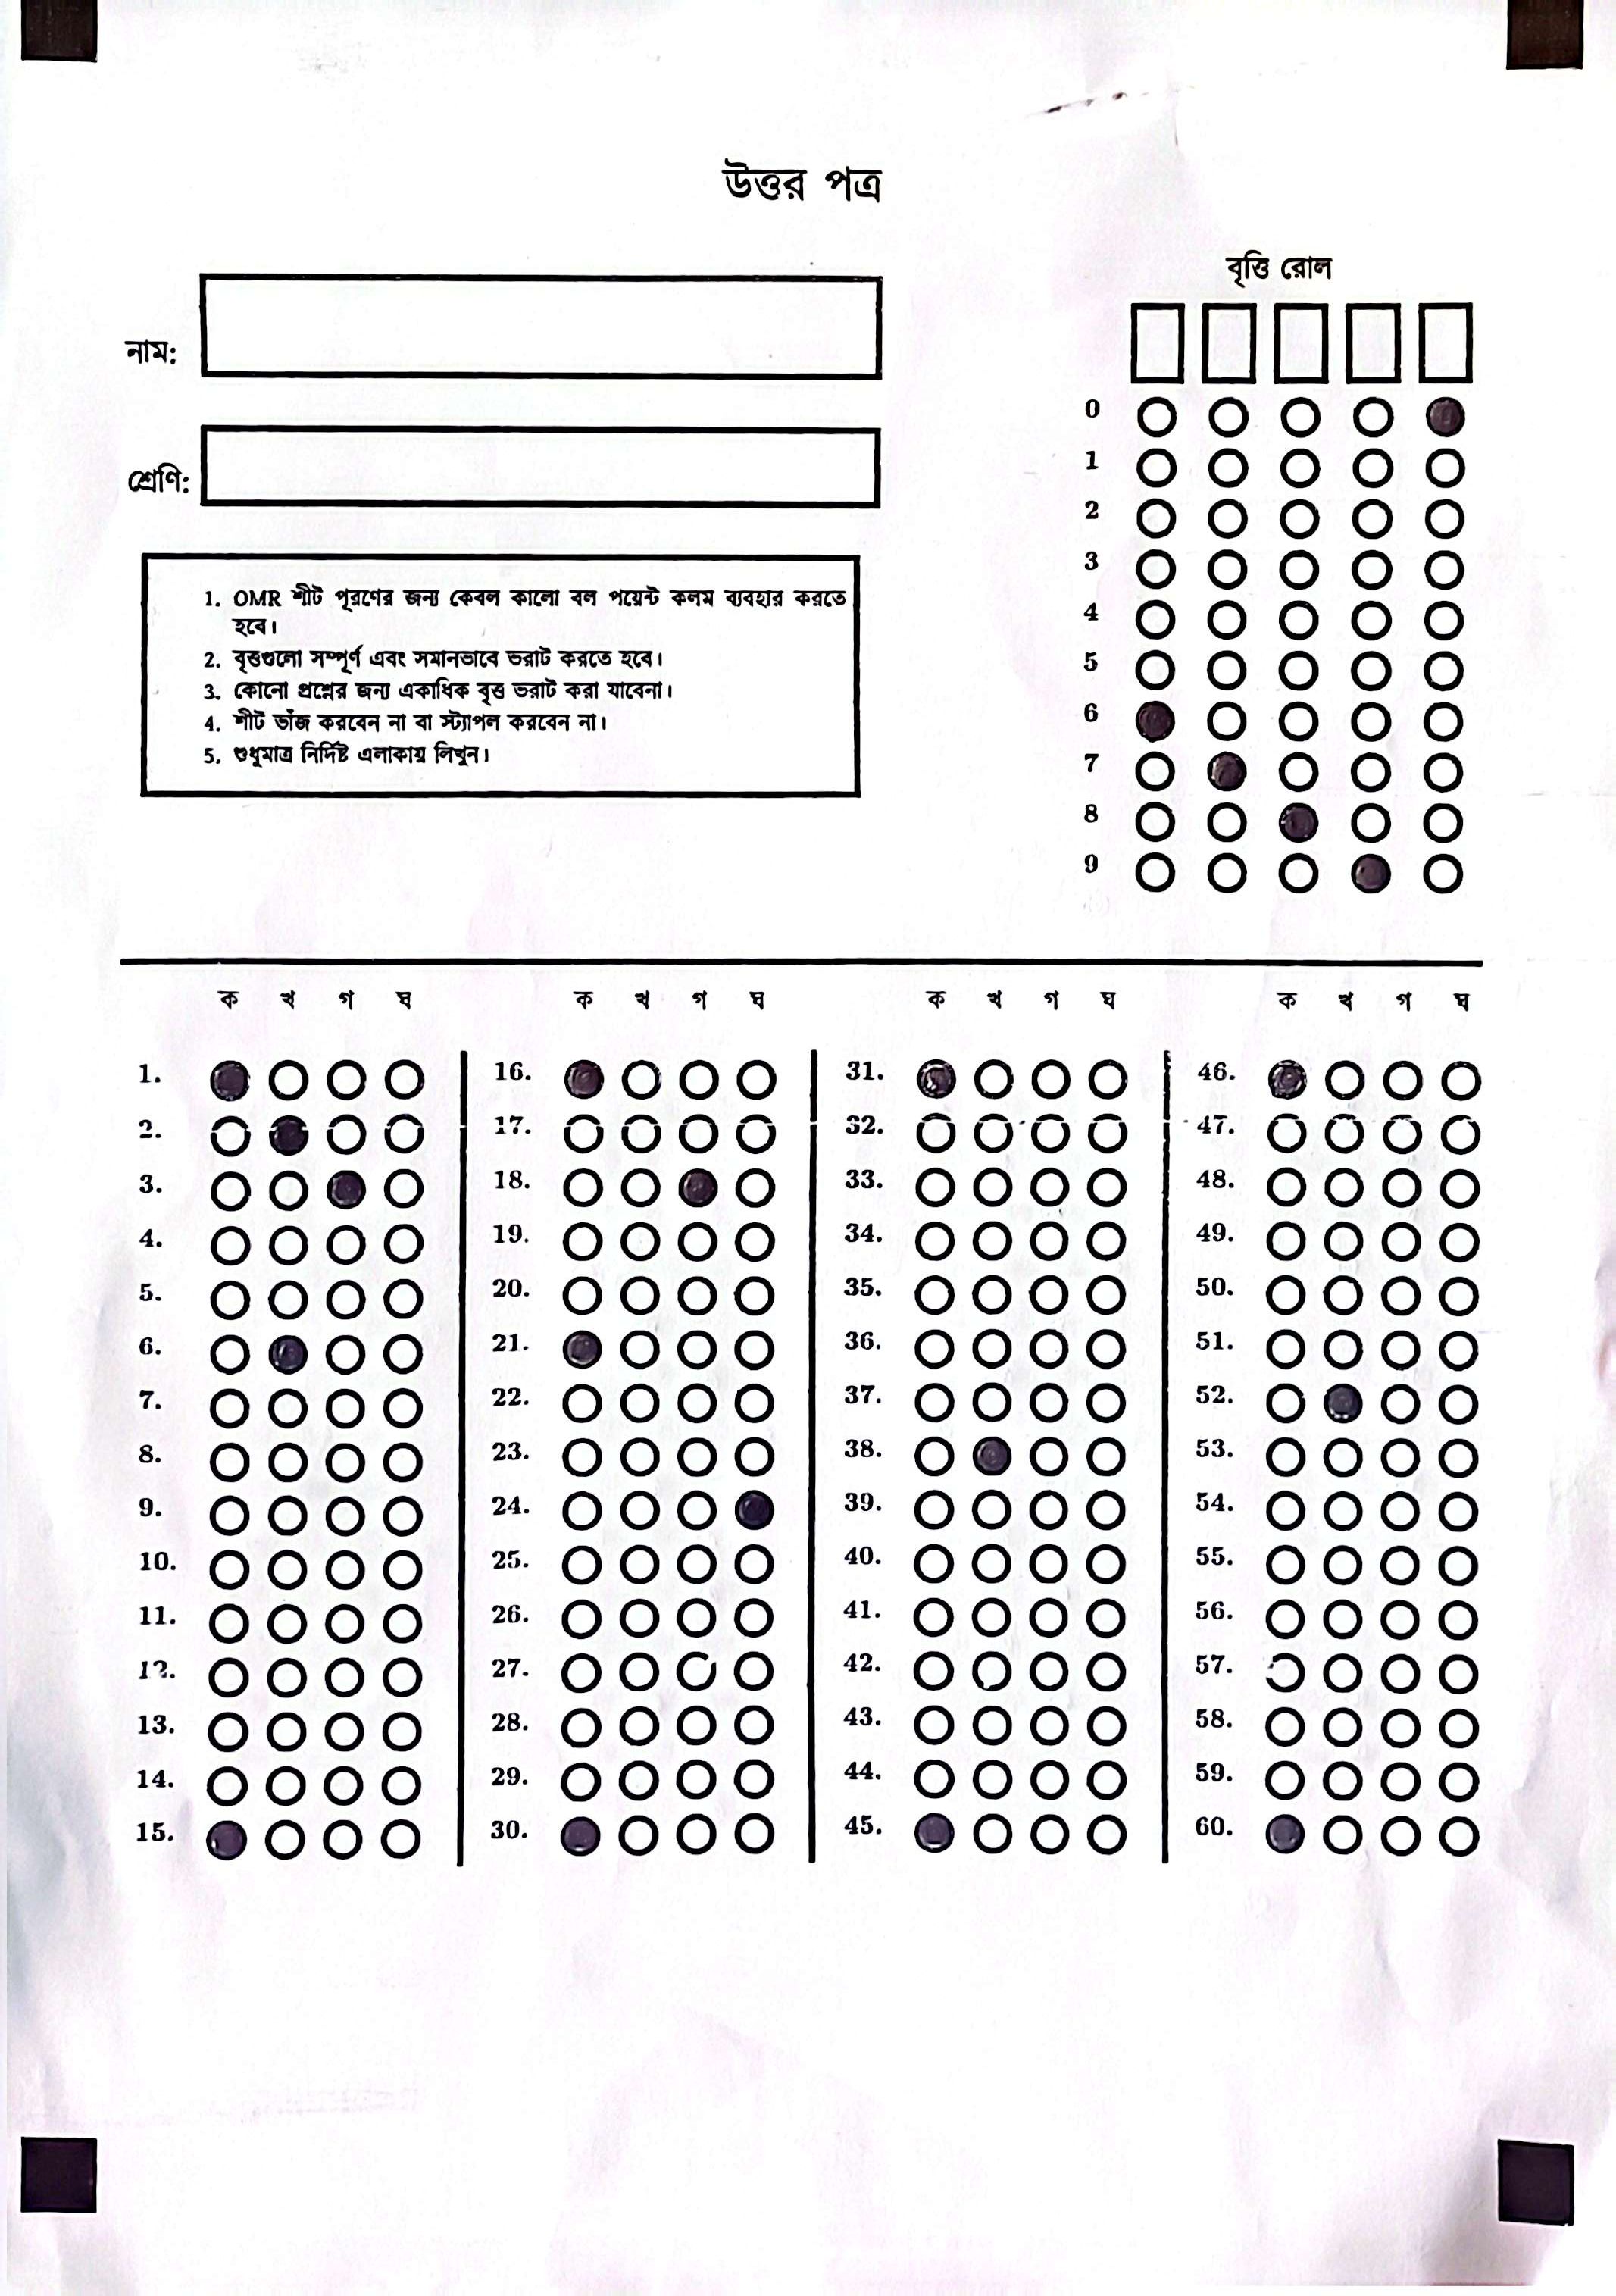 উত্তর পত্র
বৃত্তি রোল
নাম:
শ্রেণি:
1. OMR শীট পূরণের জন্য কেবল কালো বল পয়েন্ট কলম ব্যবহার করতে
হবে।
2. বৃত্তগুলো সম্পূর্ণ এবং সমানভাবে ভরাট করতে হবে।
3. কোনো প্রশ্নের জন্য একাধিক বৃত্ত ভরাট করা যাবেনা।
4. শীট ভাঁজ করবেন না বা স্ট্যাপল করবেন না।
5. শুধুমাত্র নির্দিষ্ট এলাকায় লিখুন।
0
1
2
3
4
5
6
7
8
9
ক খ গ ঘ ক খ গ ঘ ক খ গ ঘ ক খ গ ঘ
1. 16. 31. 46.
2. 17. 32. 47.
3. 18. 33. 48.
4. 19. 34. 49.
5. 20. 35. 50.
6. 21. 36. 51.
7. 22. 37. 52.
8. 23. 38. 53.
9. 24. 39. 54.
10. 25. 40. 55.
11. 26. 41. 56.
12. 27. 42. 57.
13. 28. 43. 58.
14. 29. 44. 59.
15. 30. 45. 60.